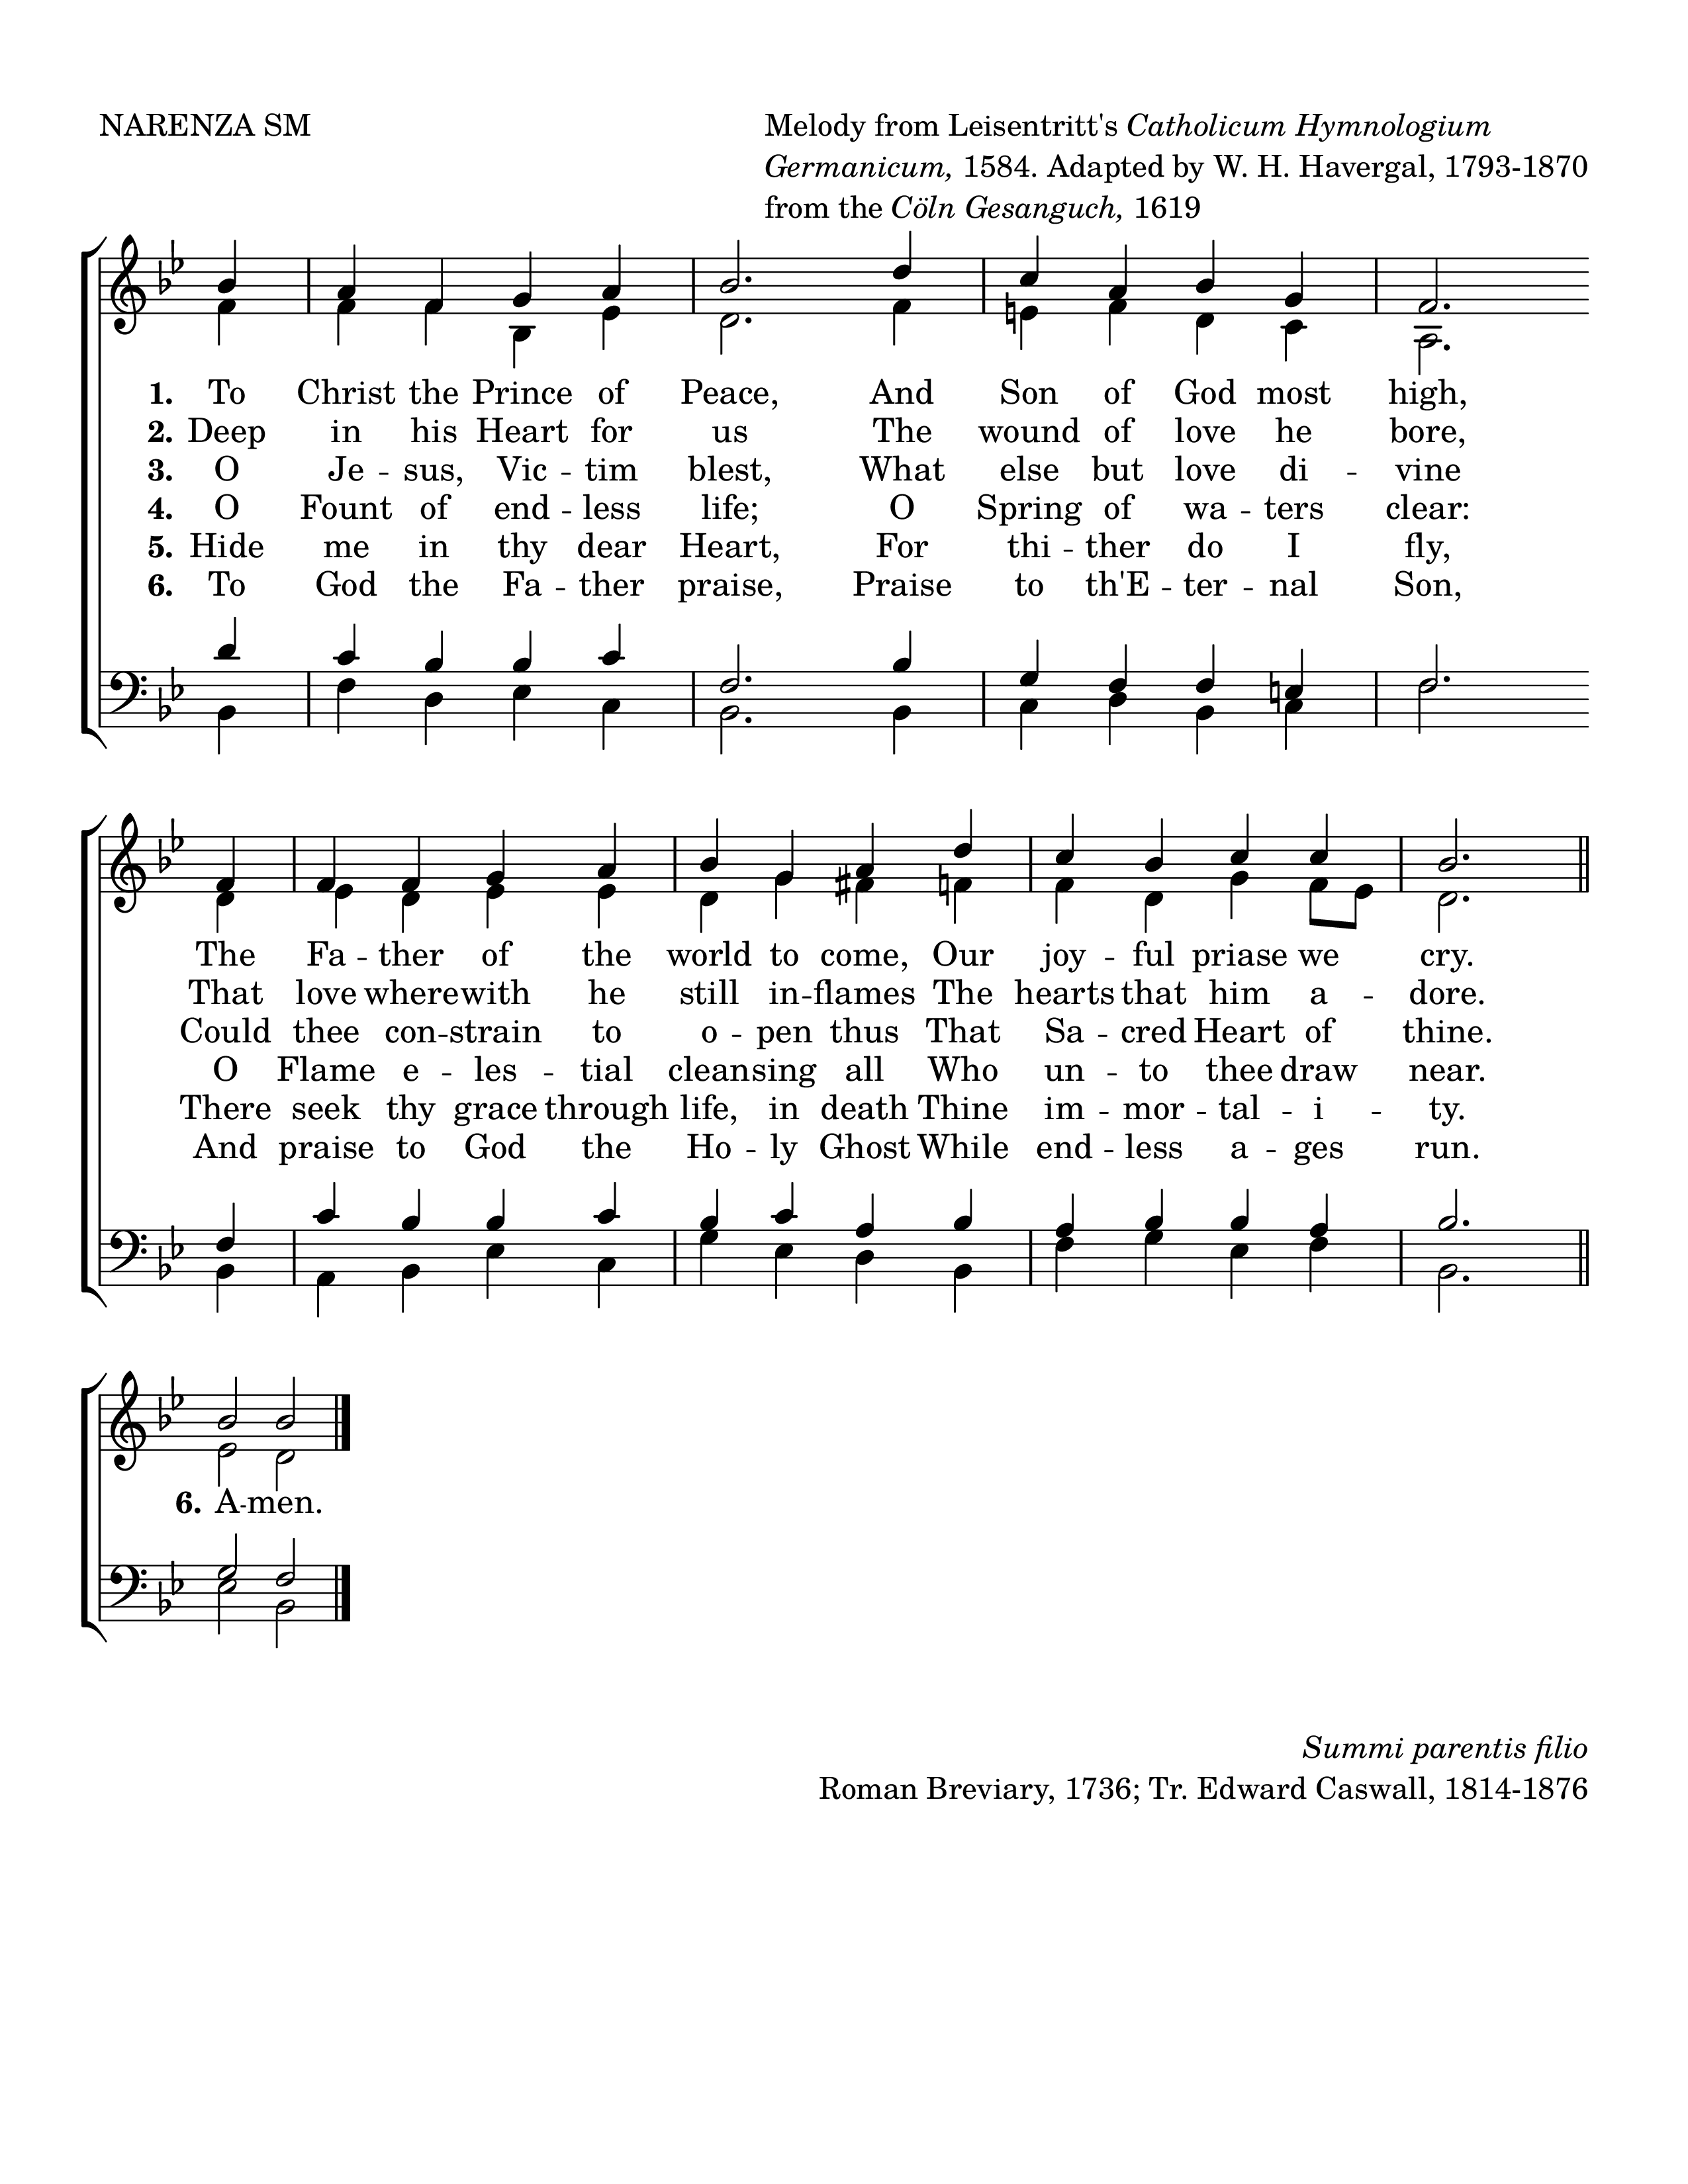 NARENZA SM
Melody from Leisentritt's Catholicum Hymnologium
Germanicum, 1584. Adapted by W. H. Havergal, 1793-1870
from the Cöln Gesanguch, 1619
1. To Christ the Prince of Peace, And Son of God most high,
2. Deep in his Heart for us The wound of love he bore,
3. O Je - sus, Vic - tim blest, What else but love di - vine
4. O Fount of end - less life; O Spring of wa - ters clear:
5. Hide me in thy dear Heart, For thi - ther do I fly,
6. To God the Fa - ther praise, Praise to th'E - ter - nal Son,
The Fa - ther of the world to come, Our joy - ful priase we cry.
That love wherewith he still in - flames The hearts that him a - dore.
Could thee con - strain to o - pen thus That Sa - cred Heart of thine.
O Flame e - les - tial cleansing all Who un - to thee draw near.
There seek thy grace through life, in death Thine im - mor - tal - i - ty.
And praise to God the Ho - ly Ghost While end - less a - ges run.
6. A - men.
Summi parentis filio
Roman Breviary, 1736; Tr. Edward Caswall, 1814-1876